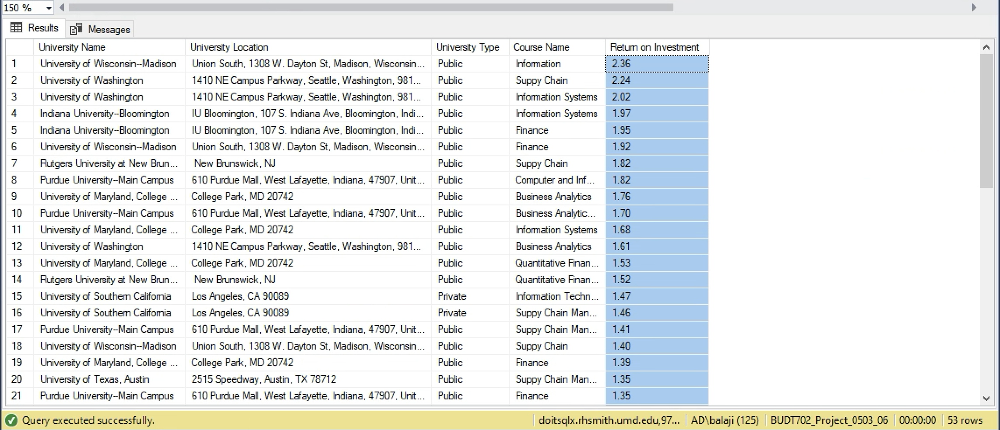 150 %
Results Messages
University Name University Location University Type Course Name Return on Investment
1 University of Wisconsin--Madison Union South, 1308 W. Dayton St, Madison, Wisconsin... Public Information 2.36
2 University of Washington 1410 NE Campus Parkway, Seattle, Washington, 981... Public Suppy Chain 2.24
3 University of Washington 1410 NE Campus Parkway, Seattle, Washington, 981... Public Information Systems 2.02
4 Indiana University--Bloomington IU Bloomington, 107 S. Indiana Ave, Bloomington, Indi... Public Information Systems 1.97
5 Indiana University--Bloomington IU Bloomington, 107 S. Indiana Ave, Bloomington, Indi... Public Finance 1.95
6 University of Wisconsin--Madison Union South, 1308 W. Dayton St, Madison, Wisconsin... Public Finance 1.92
7 Rutgers University at New Brun... New Brunswick, NJ Public Suppy Chain 1.82
8 Purdue University--Main Campus 610 Purdue Mall, West Lafayette, Indiana, 47907, Unit... Public Computer and Inf... 1.82
9 University of Maryland, College ... College Park, MD 20742 Public Business Analytics 1.76
10 Purdue University--Main Campus 610 Purdue Mall, West Lafayette, Indiana, 47907, Unit... Public Business Analytic... 1.70
11 University of Maryland, College ... College Park, MD 20742 Public Information Systems 1.68
12 University of Washington 1410 NE Campus Parkway, Seattle, Washington, 981... Public Business Analytics 1.61
13 University of Maryland, College ... College Park, MD 20742 Public Quantitative Finan... 1.53
14 Rutgers University at New Brun... New Brunswick, NJ Public Quantitative Finan... 1.52
15 University of Southern California Los Angeles, CA 90089 Private Information Techn... 1.47
16 University of Southern California Los Angeles, CA 90089 Private Suppy Chain Man... 1.46
17 Purdue University--Main Campus 610 Purdue Mall, West Lafayette, Indiana, 47907, Unit... Public Suppy Chain Man... 1.41
18 University of Wisconsin--Madison Union South, 1308 W. Dayton St, Madison, Wisconsin... Public Suppy Chain 1.40
19 University of Maryland, College ... College Park, MD 20742 Public Finance 1.39
20 University of Texas, Austin 2515 Speedway, Austin, TX 78712 Public Suppy Chain Man... 1.35
21 Purdue University--Main Campus 610 Purdue Mall, West Lafayette, Indiana, 47907, Unit... Public Finance 1.35
Query executed successfully. doitsqlx.rhsmith.umd.edu,97... AD\balaji (125) BUDT702_Project_0503_06 00:00:00 53 rows